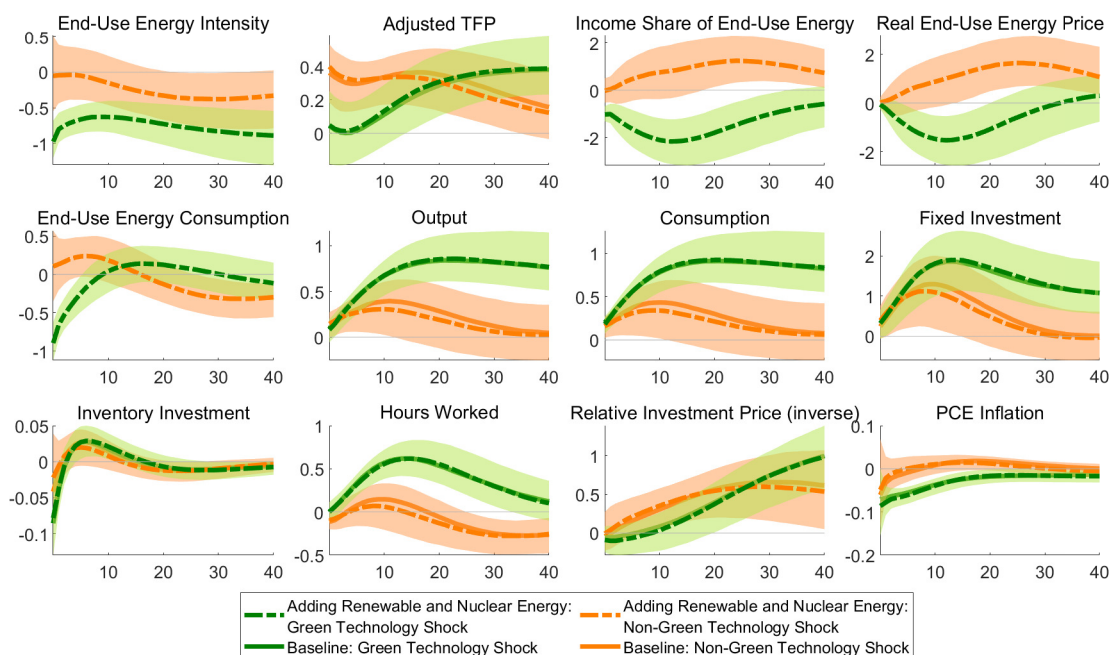 End-Use Energy Intensity
0.5
0
-0.5
-1
10 20 30 40
Adjusted TFP
0.4
0.2
0
10 20 30 40
Income Share of End-Use Energy
2
0
-2
10 20 30 40
Real End-Use Energy Price
2
0
-2
10 20 30 40
End-Use Energy Consumption
0.5
0
-0.5
-1
10 20 30 40
Output
1
0.5
0
10 20 30 40
Consumption
1
0.5
0
10 20 30 40
Fixed Investment
2
1
0
10 20 30 40
Inventory Investment
0.05
0
-0.05
-0.1
10 20 30 40
Hours Worked
1
0.5
0
-0.5
10 20 30 40
Relative Investment Price (inverse)
1
0.5
0
10 20 30 40
PCE Inflation
0.1
0
-0.1
-0.2
10 20 30 40
Adding Renewable and Nuclear Energy:
Green Technology Shock
Baseline: Green Technology Shock
Adding Renewable and Nuclear Energy:
Non-Green Technology Shock
Baseline: Non-Green Technology Shock